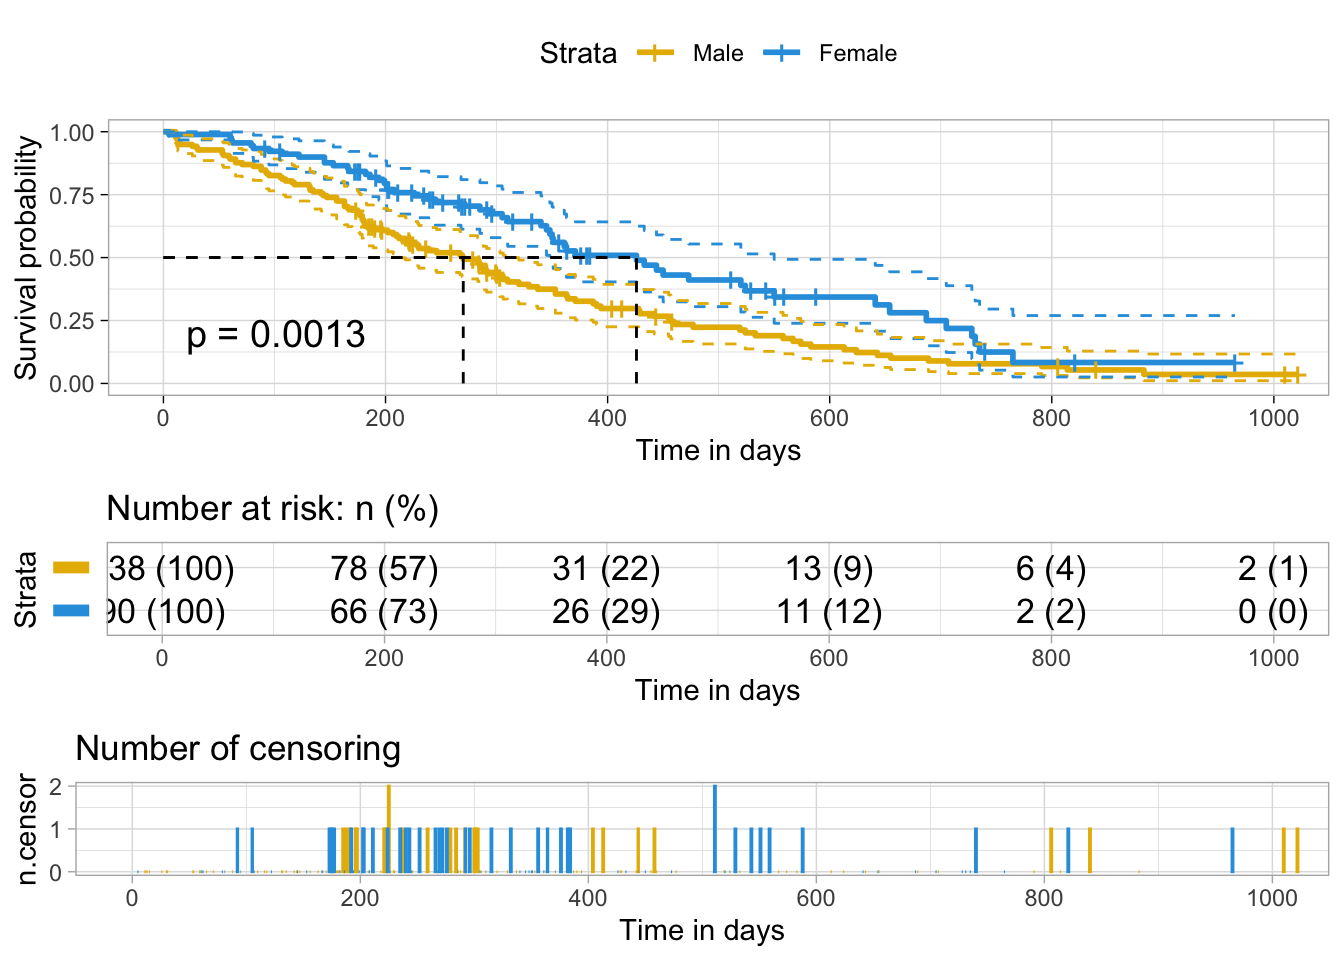 Strata Male Female
Survival probability
1.00
0.75
0.50
0.25
0.00
p = 0.0013
0 200 400 600 800 1000
Time in days
Number at risk: n (%)
Strata
38 (100) 78 (57) 31 (22) 13 (9) 6 (4) 2 (1)
90 (100) 66 (73) 26 (29) 11 (12) 2 (2) 0 (0)
0 200 400 600 800 1000
Time in days
Number of censoring
n.censor
2
1
0
0 200 400 600 800 1000
Time in days